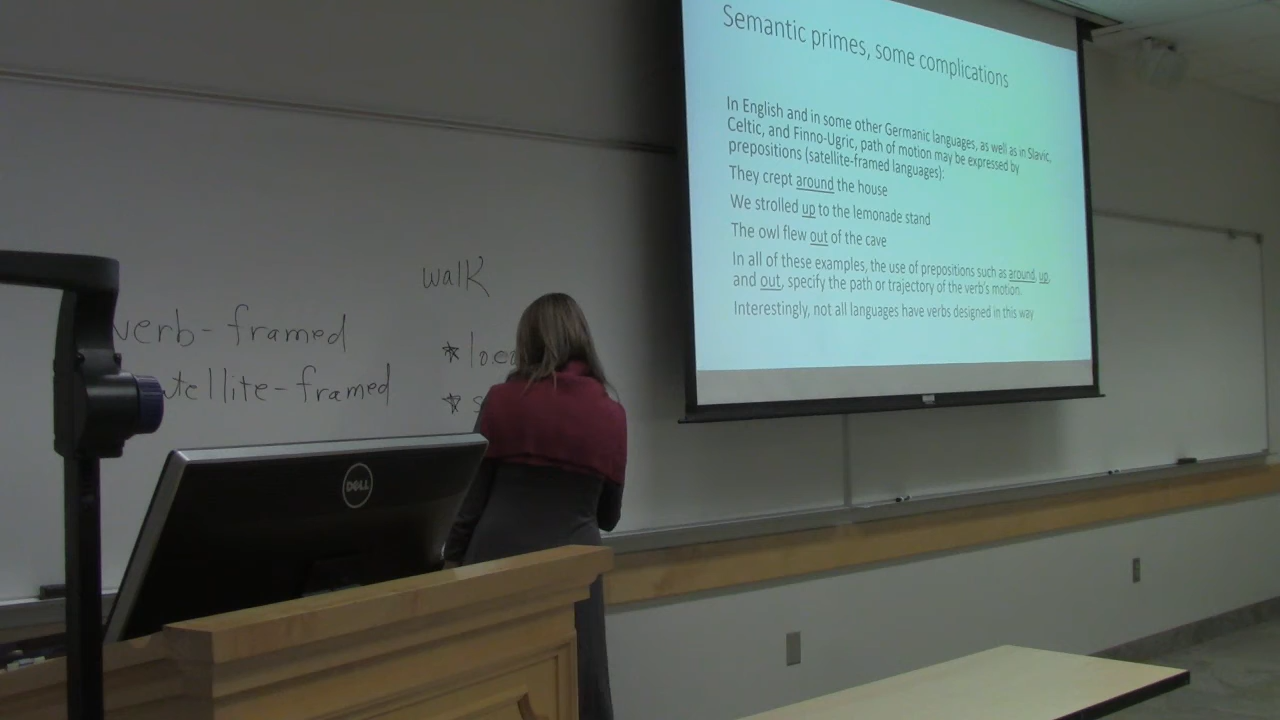 Semantic primes, some complications
In English and in some other Germanic languages, as well as in Slavic,
Celtic, and Finno-Ugric, path of motion may be expressed by
prepositions (satellite-framed languages):
They crept around the house
We strolled up to the lemonade stand
The owl flew out of the cave
In all of these examples, the use of prepositions such as around, up,
and out, specify the path or trajectory of the verb's motion.
Interestingly, not all languages have verbs designed in this way
walk
verb-framed
tellite-framed
* loco
* s
DELL